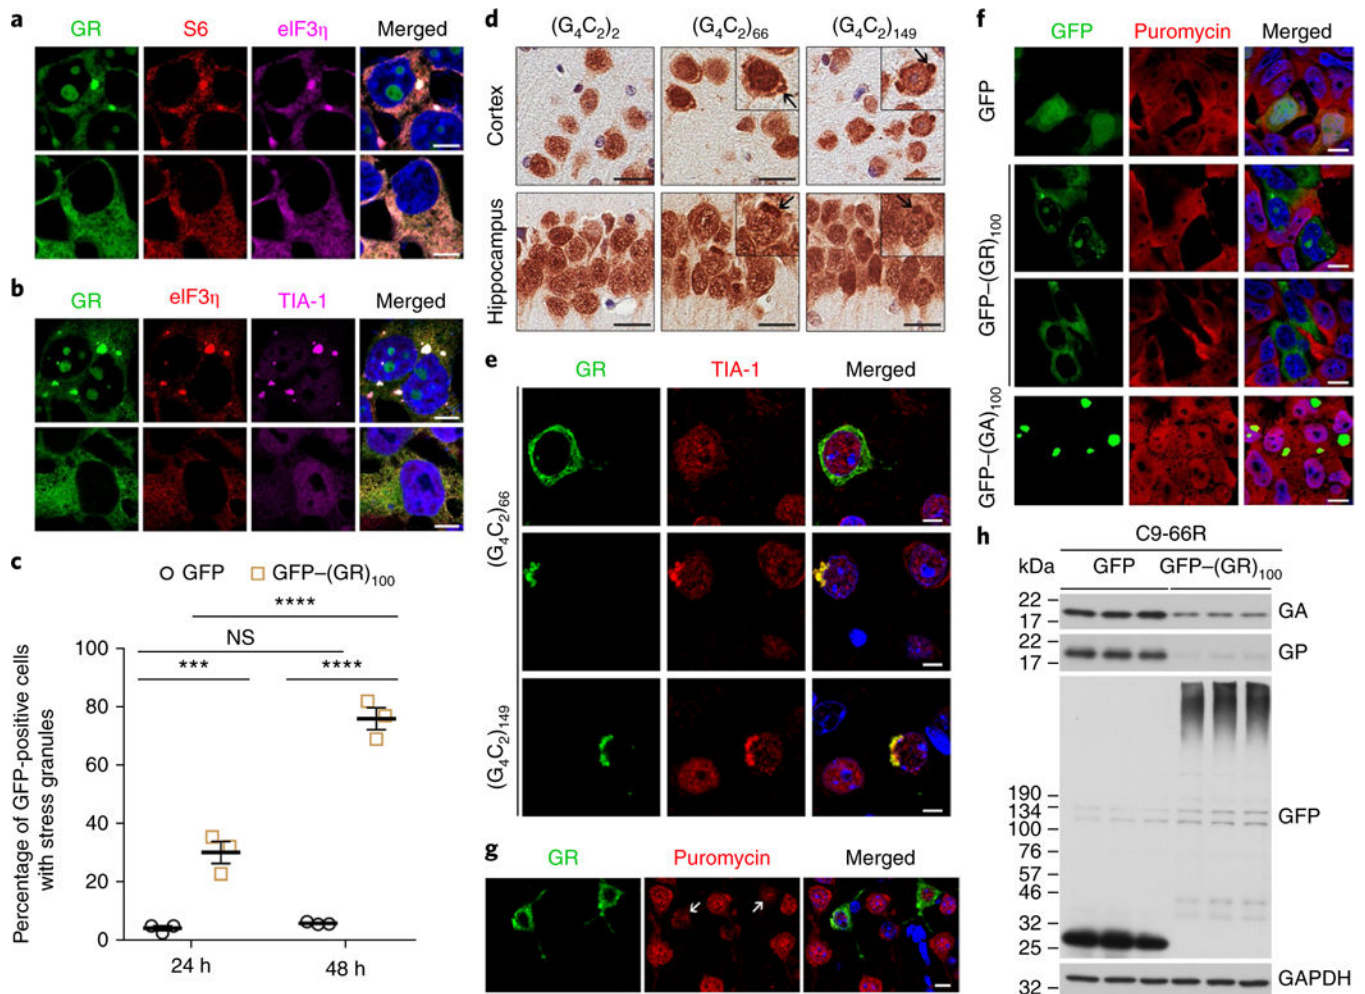 a
GR S6 eIF3η Merged
b
GR eIF3η TIA-1 Merged
c
GFP GFP–(GR)100
****
NS
*** ****
Percentage of GFP-positive cells
with stress granules
100
80
60
40
20
0
24 h 48 h
d
(G4C2)2 (G4C2)66 (G4C2)149
Cortex
Hippocampus
e
GR TIA-1 Merged
(G4C2)66
(G4C2)149
f
GFP Puromycin Merged
GFP
GFP–(GR)100
GFP–(GA)100
g
GR Puromycin Merged
h
C9-66R
kDa GFP GFP–(GR)100
22
17
GA
22
17
GP
190
134
100
76
57
46
32
25
GFP
32
GAPDH